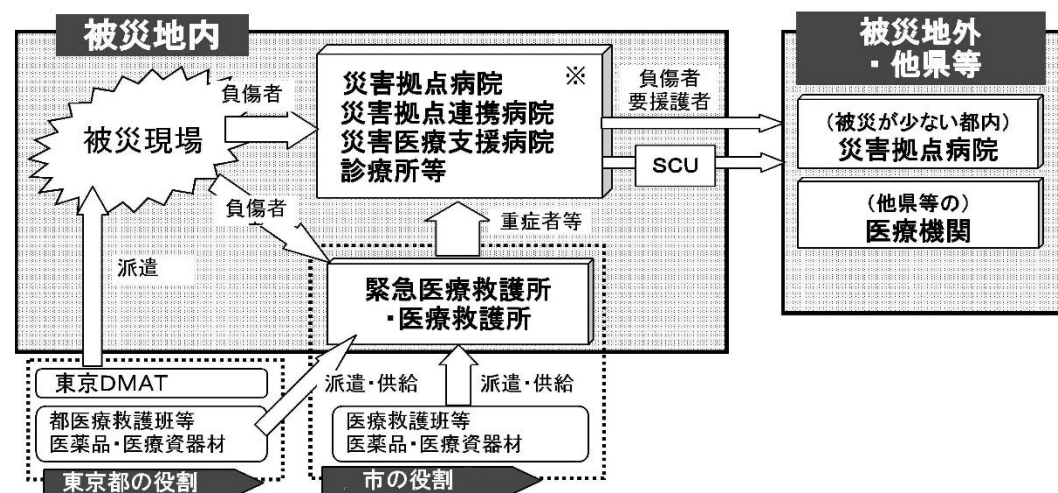 被災地内
被災現場
負傷者
災害拠点病院 ※
災害拠点連携病院
災害医療支援病院
診療所等
負傷者
要援護者
SCU
被災地外
・他県等
(被災が少ない都内)
災害拠点病院
(他県等の)
医療機関
負傷者
重症者等
派遣
緊急医療救護所
・医療救護所
派遣・供給
派遣・供給
東京DMAT
都医療救護班等
医薬品・医療資器材
東京都の役割
医療救護班等
医薬品・医療資器材
市の役割